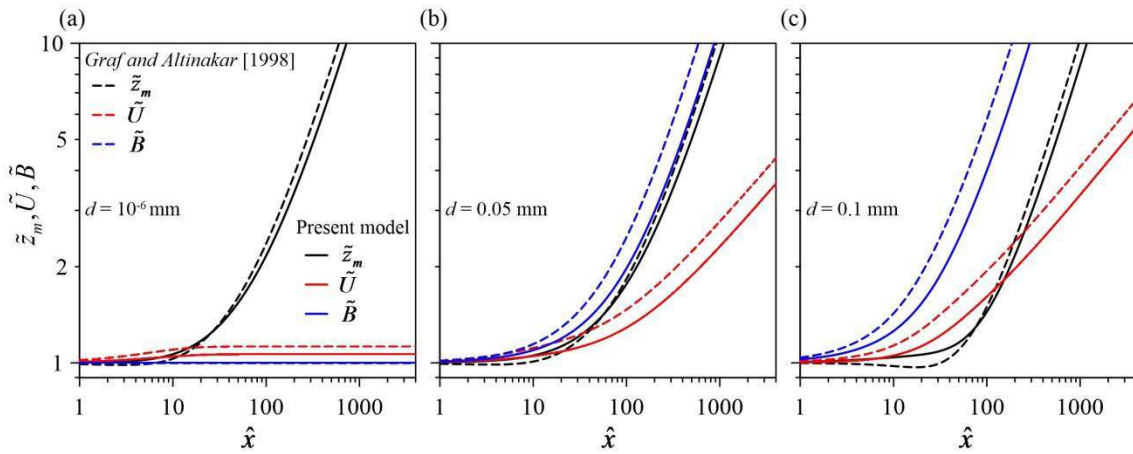 (a)
(b)
(c)
z̃m, Ũ, B̃
10
5
2
1
Graf and Altinakar [1998]
z̃m
Ũ
B̃
d = 10⁻⁶ mm
Present model
z̃m
Ũ
B̃
d = 0.05 mm
d = 0.1 mm
1 10 100 1000
1 10 100 1000
1 10 100 1000
x̂
x̂
x̂